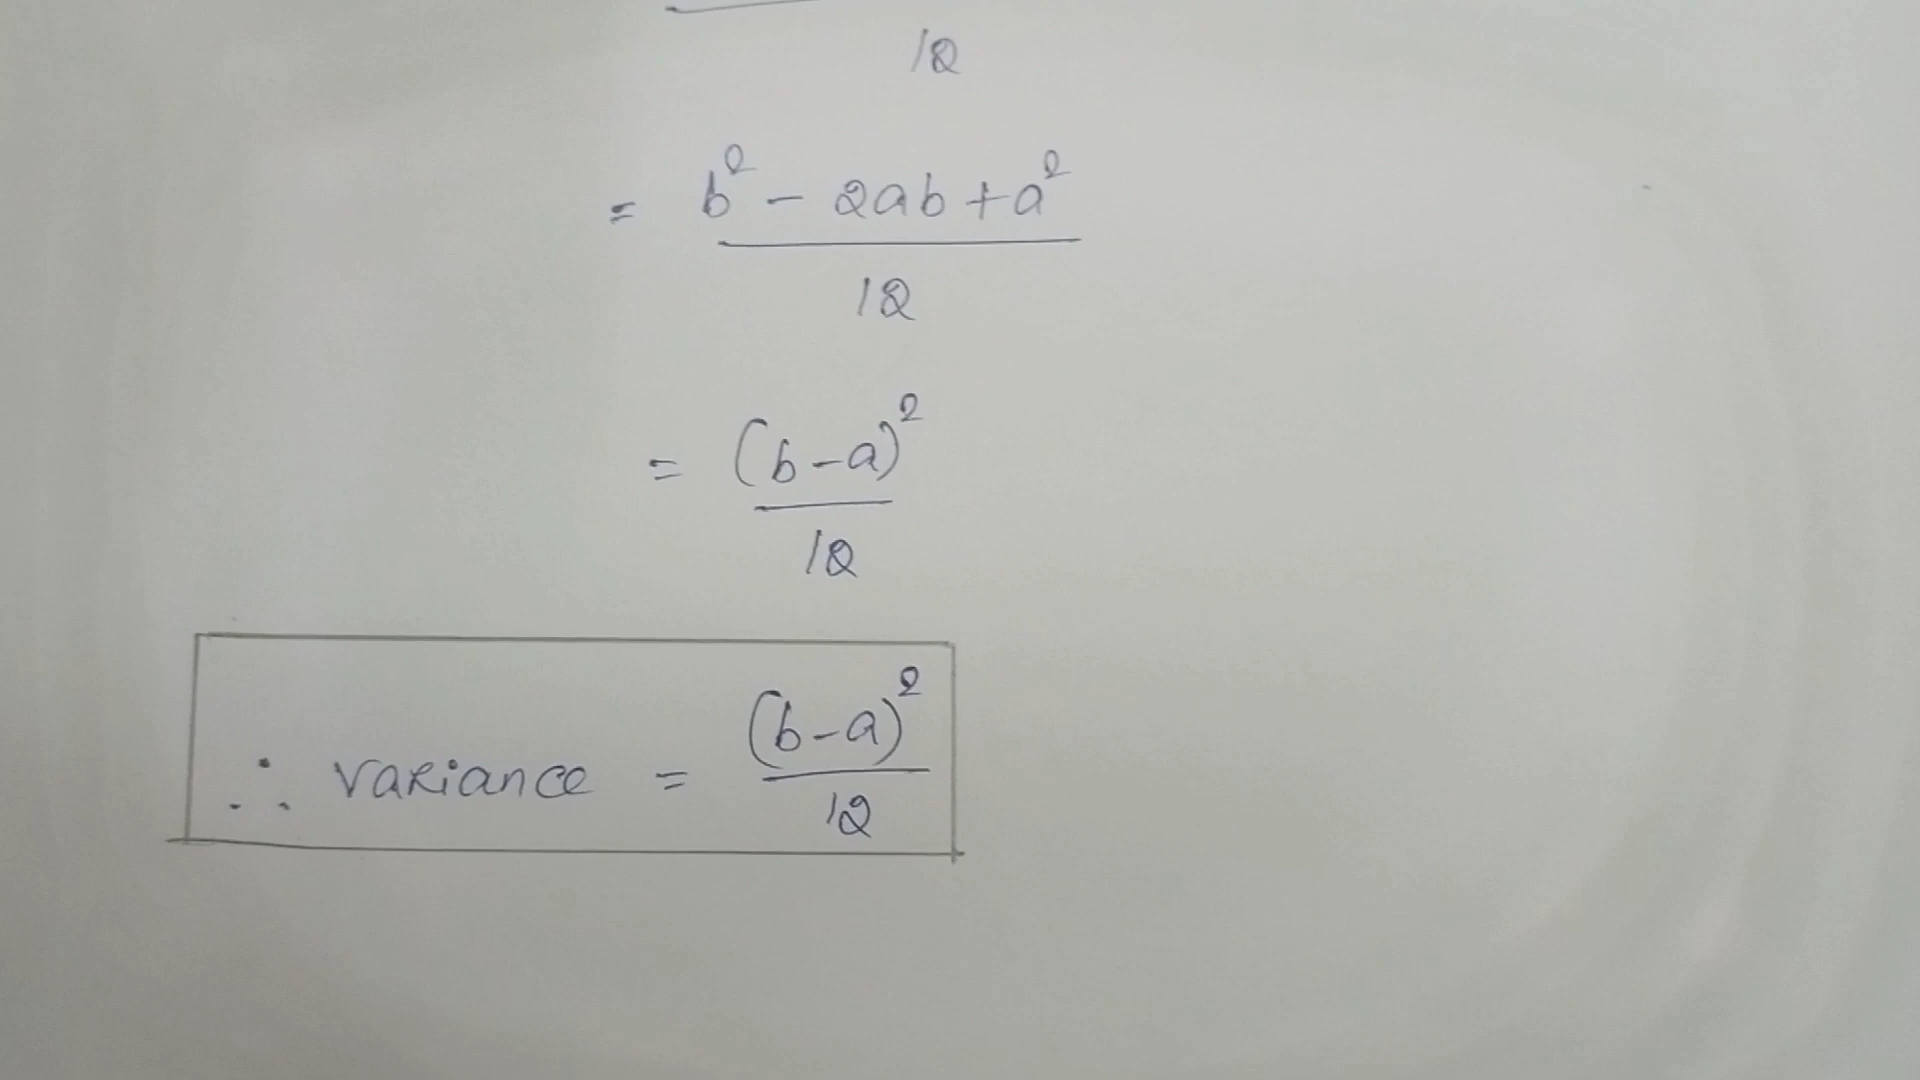 12
= b² - 2ab + a²
12
= (b-a)²
12
∴ variance = (b-a)²
12